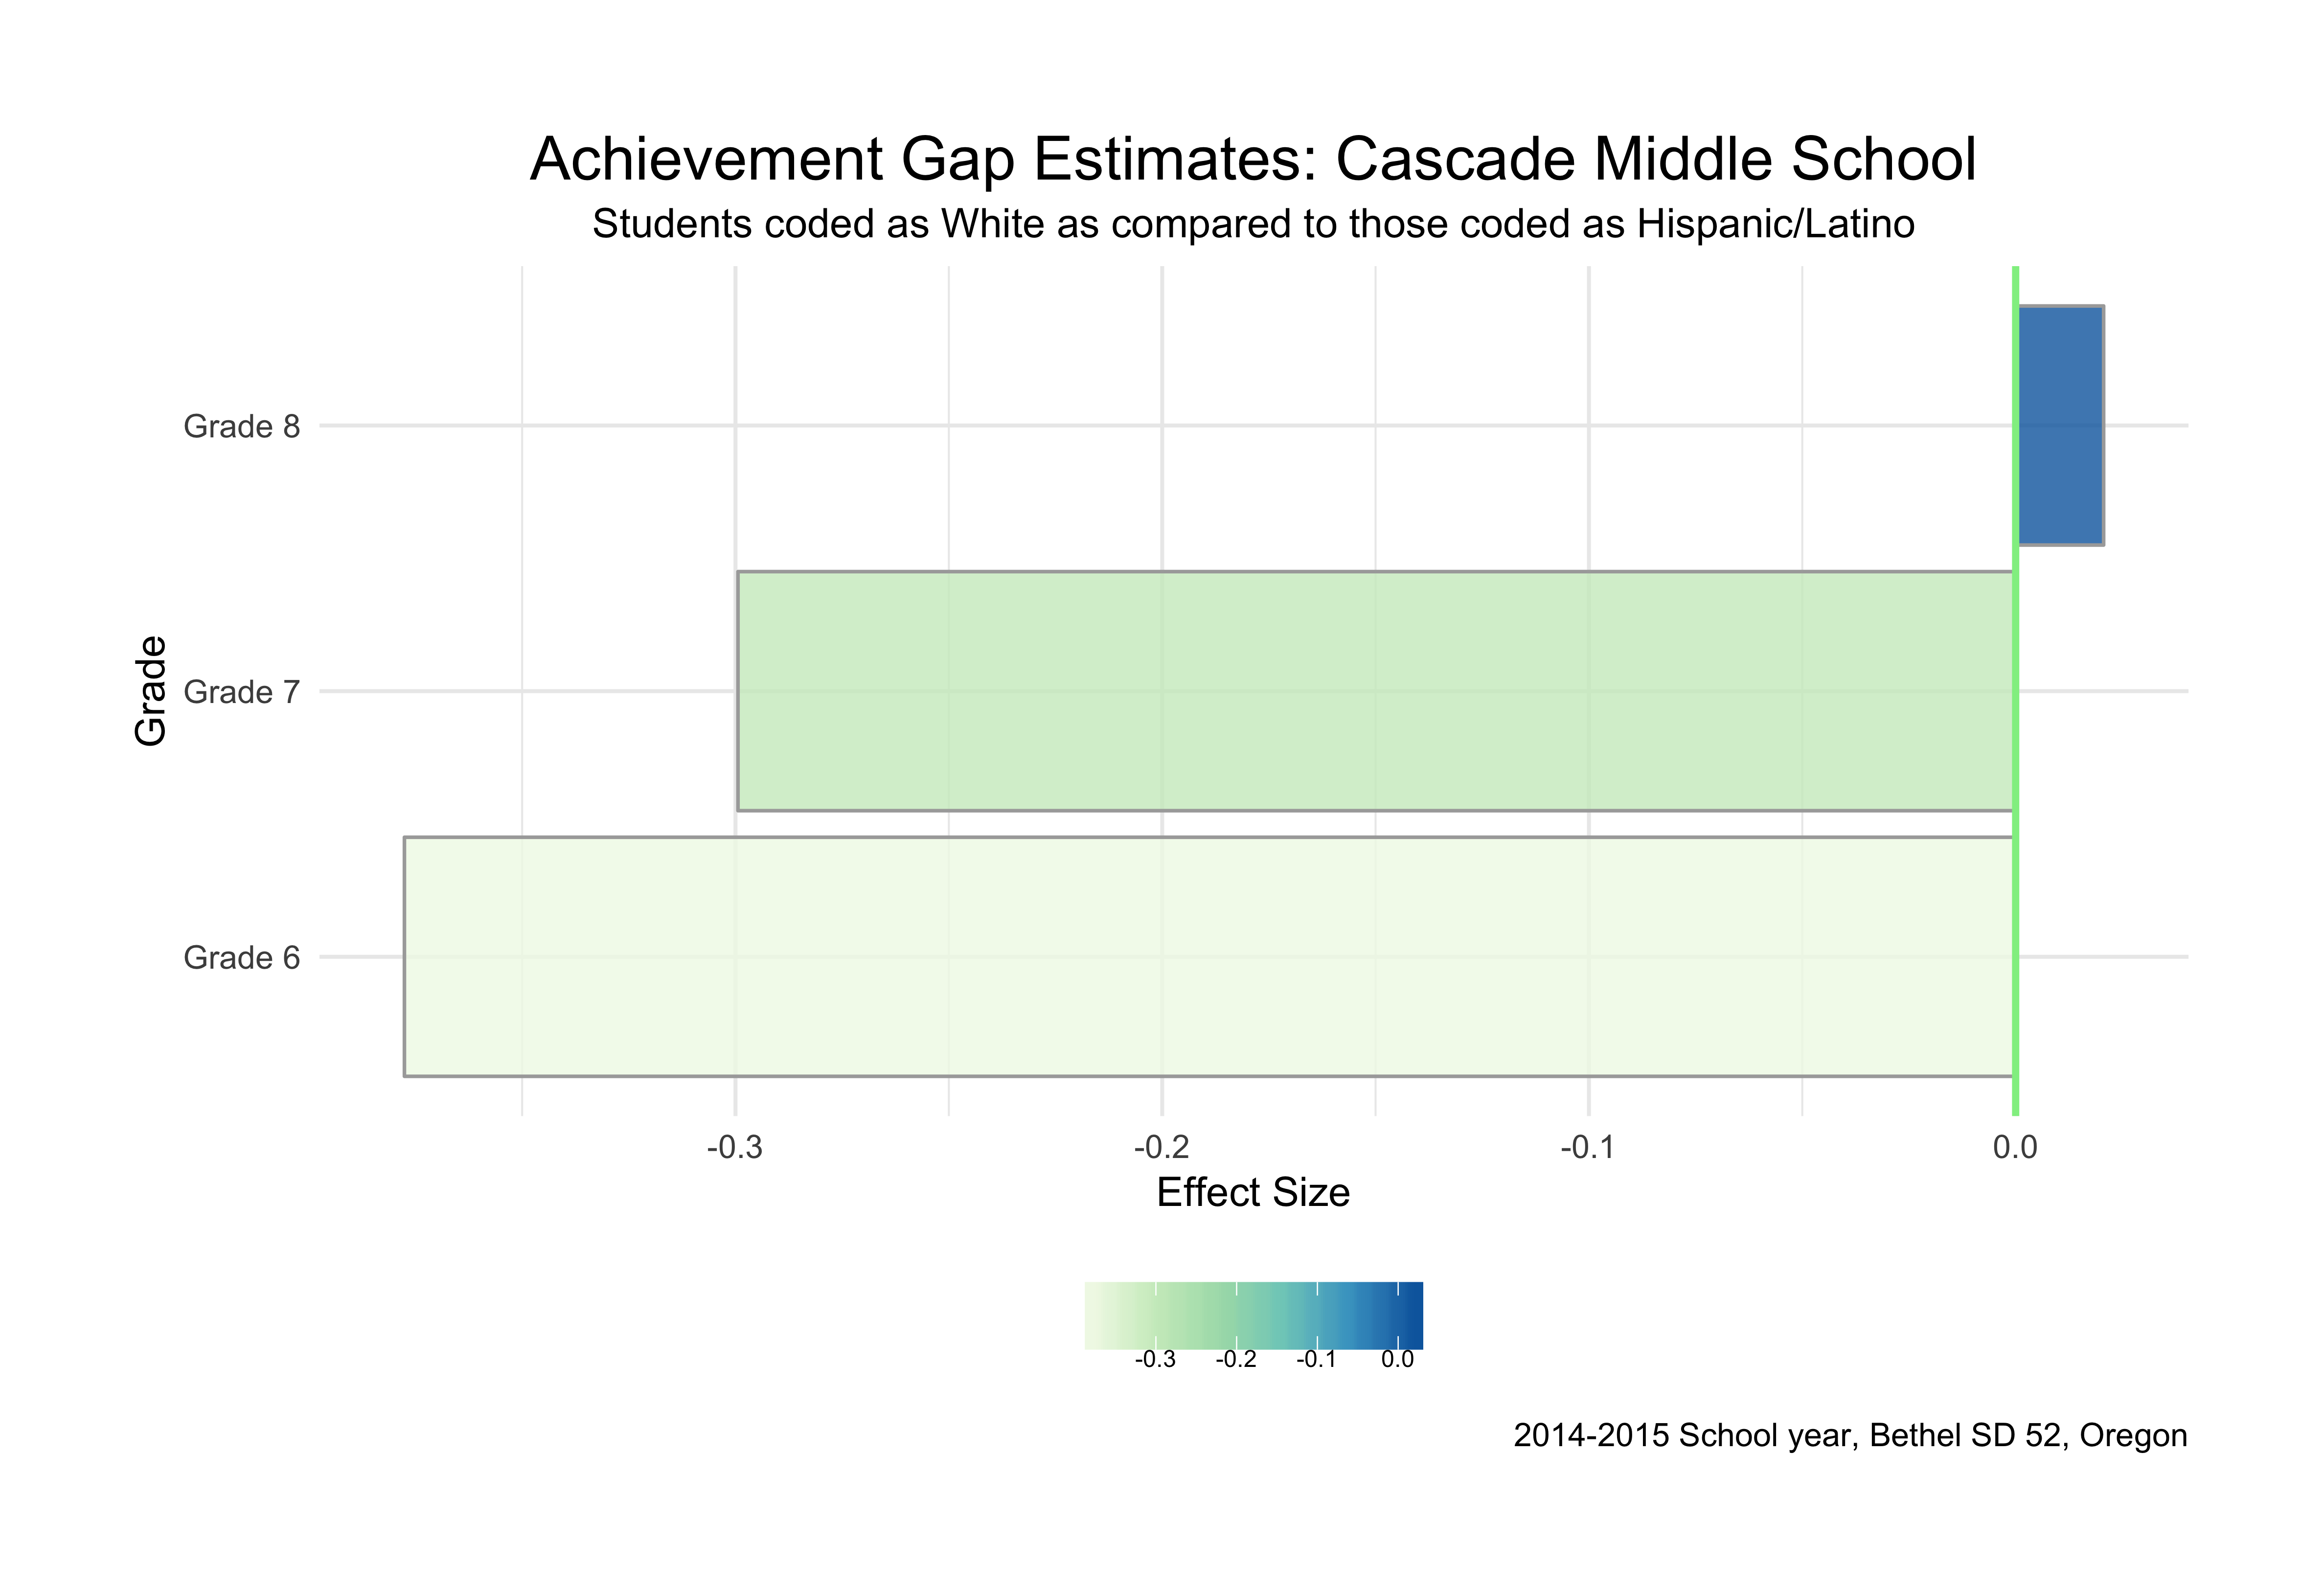 Achievement Gap Estimates: Cascade Middle School
Students coded as White as compared to those coded as Hispanic/Latino
Grade
Grade 8
Grade 7
Grade 6
-0.3 -0.2 -0.1 0.0
Effect Size
-0.3 -0.2 -0.1 0.0
2014-2015 School year, Bethel SD 52, Oregon